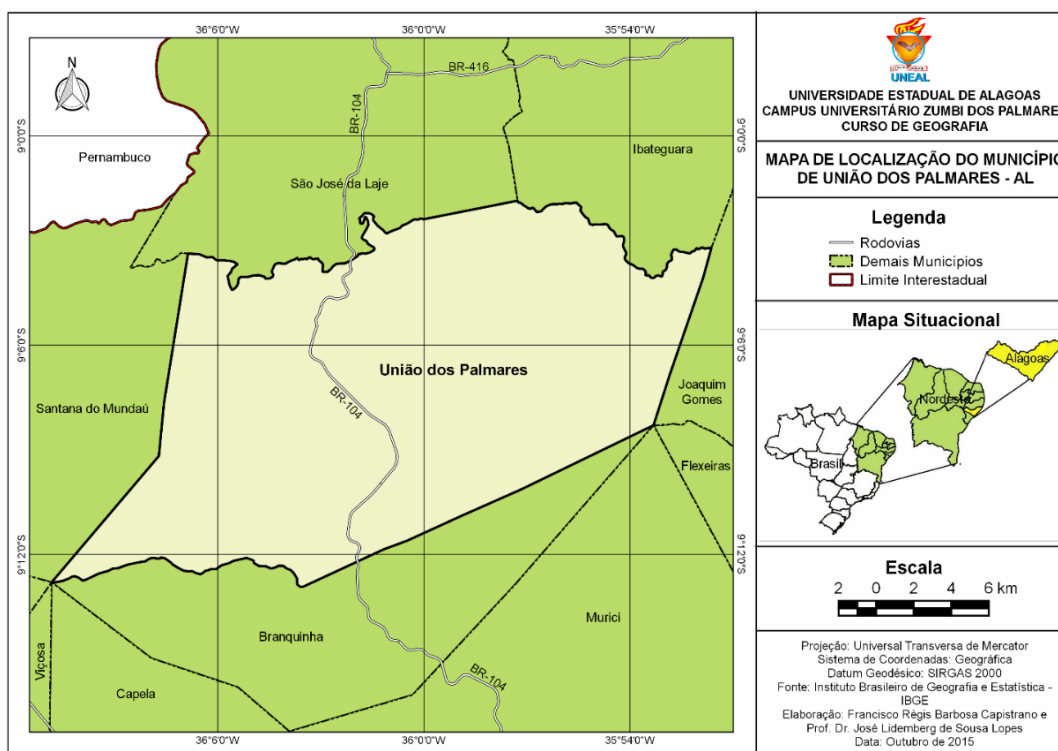 36°6'0"W
36°0'0"W
35°54'0"W
N
BR-416
BR-104
9°0'0"S
9°0'0"S
Pernambuco
Ibateguara
São José da Laje
9°6'0"S
9°6'0"S
União dos Palmares
BR-104
Santana do Mundaú
Joaquim
Gomes
Flexeiras
9°12'0"S
9°12'0"S
Murici
Branquinha
Viçosa
Capela
BR-104
36°6'0"W
36°0'0"W
35°54'0"W
UNEAL
UNIVERSIDADE ESTADUAL DE ALAGOAS
CAMPUS UNIVERSITÁRIO ZUMBI DOS PALMARE
CURSO DE GEOGRAFIA
MAPA DE LOCALIZAÇÃO DO MUNICÍPIO
DE UNIÃO DOS PALMARES - AL
Legenda
Rodovias
Demais Municípios
Limite Interestadual
Mapa Situacional
Alagoas
Nordeste
Brasil
Escala
2 0 2 4 6 km
Projeção: Universal Transversa de Mercator
Sistema de Coordenadas: Geográfica
Datum Geodésico: SIRGAS 2000
Fonte: Instituto Brasileiro de Geografia e Estatística -
IBGE
Elaboração: Francisco Régis Barbosa Capistrano e
Prof. Dr. José Lidemberg de Sousa Lopes
Data: Outubro de 2015